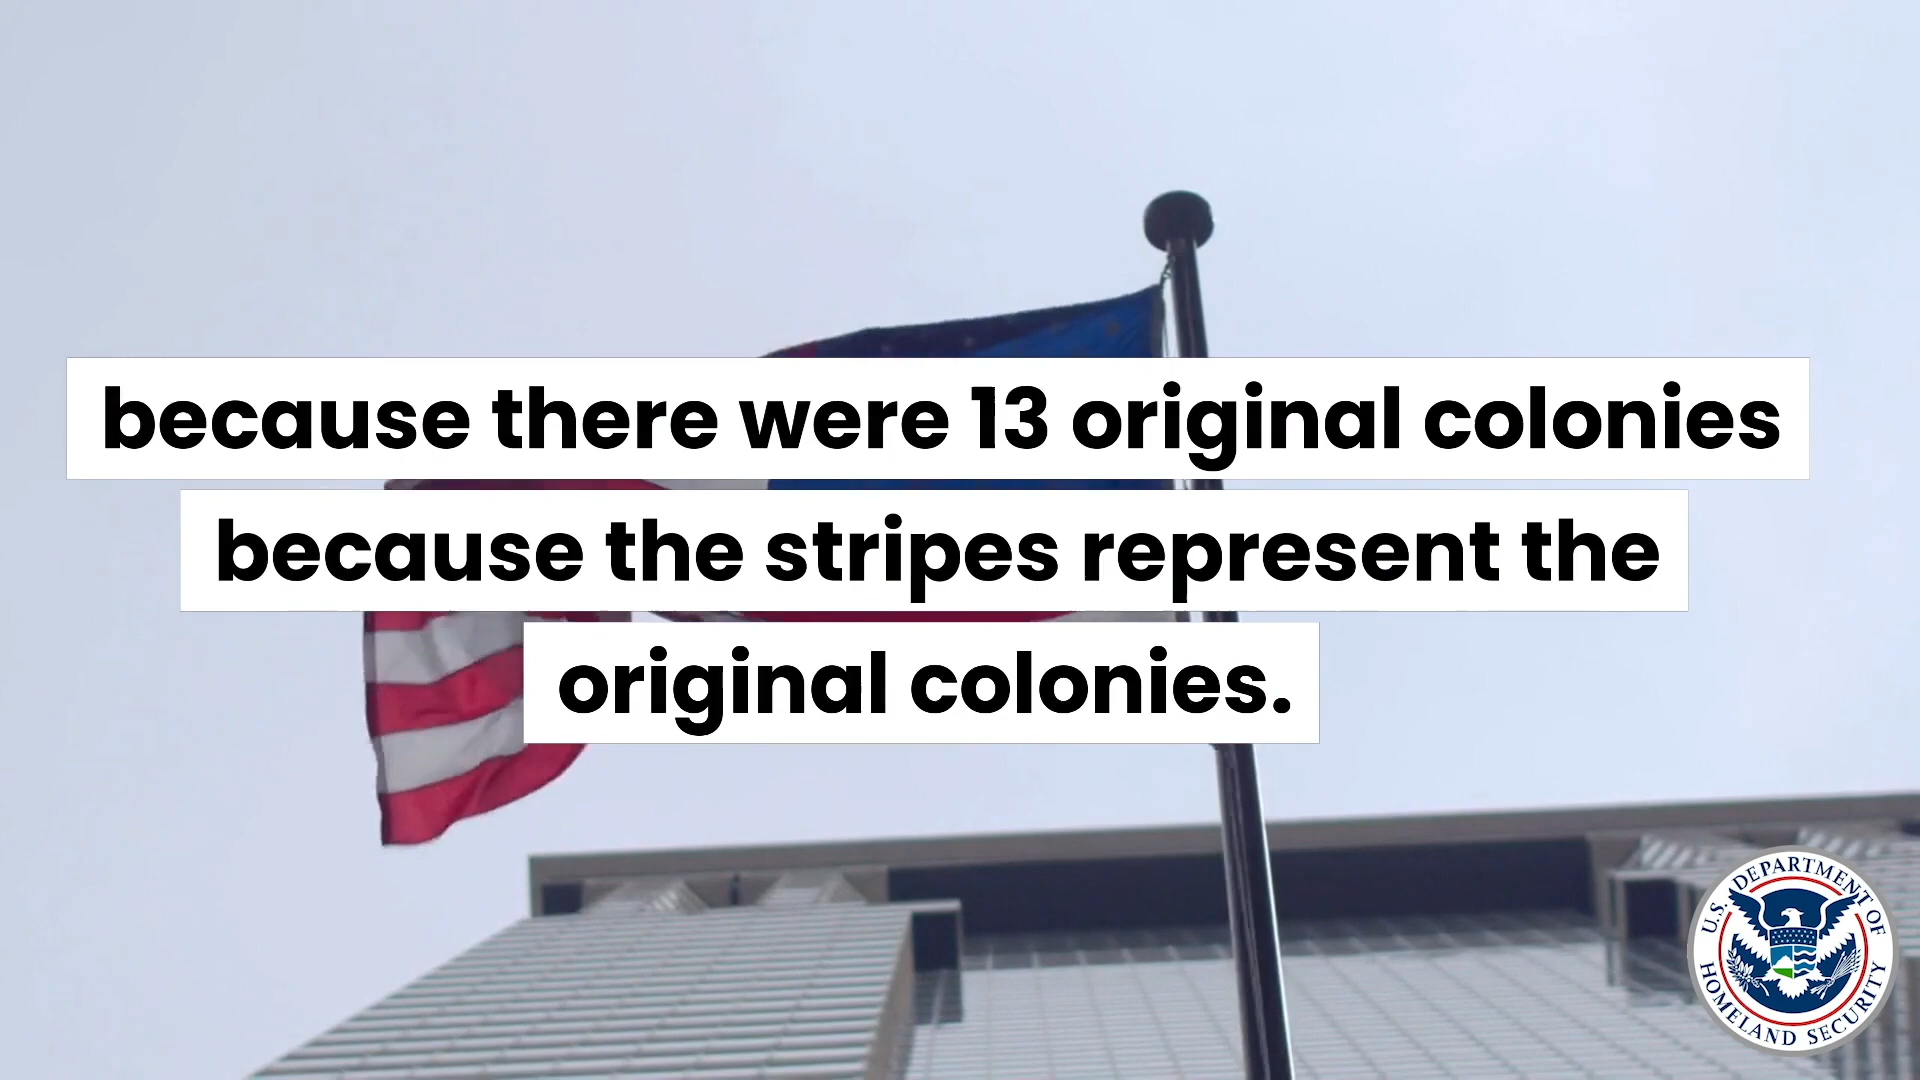 because there were 13 original colonies
because the stripes represent the
original colonies.
U.S. DEPARTMENT OF
HOMELAND SECURITY